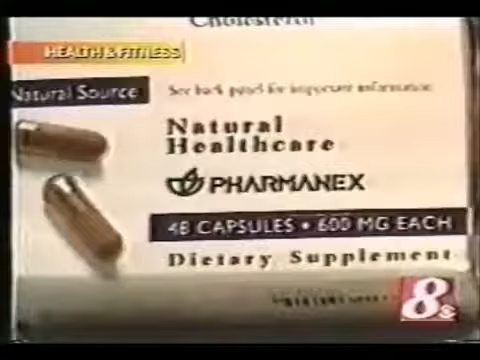 Cholesterol
HEALTH & FITNESS
Natural Source
See back panel for important information
Natural
Healthcare
PHARMANEX
48 CAPSULES • 600 MG EACH
Dietary Supplement
8